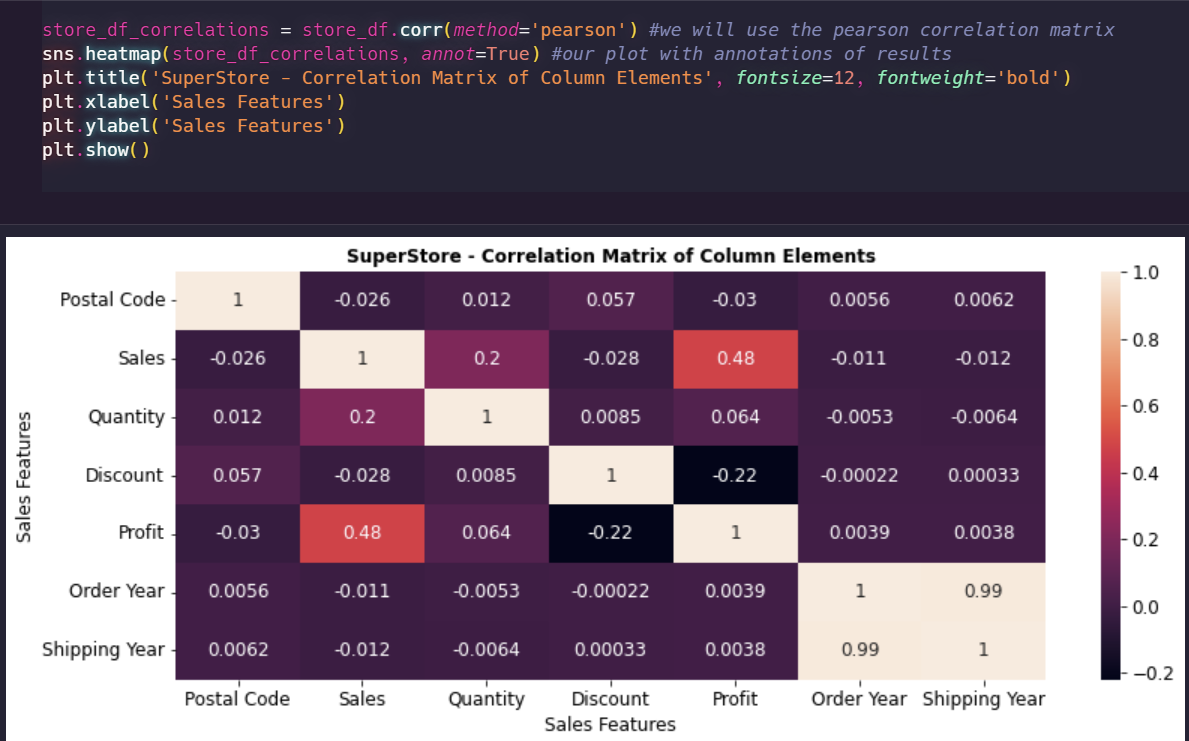 store_df_correlations = store_df.corr(method='pearson') #we will use the pearson correlation matrix
sns.heatmap(store_df_correlations, annot=True) #our plot with annotations of results
plt.title('SuperStore - Correlation Matrix of Column Elements', fontsize=12, fontweight='bold')
plt.xlabel('Sales Features')
plt.ylabel('Sales Features')
plt.show()
SuperStore - Correlation Matrix of Column Elements
Postal Code 1 -0.026 0.012 0.057 -0.03 0.0056 0.0062
Sales -0.026 1 0.2 -0.028 0.48 -0.011 -0.012
Quantity 0.012 0.2 1 0.0085 0.064 -0.0053 -0.0064
Discount 0.057 -0.028 0.0085 1 -0.22 -0.00022 0.00033
Profit -0.03 0.48 0.064 -0.22 1 0.0039 0.0038
Order Year 0.0056 -0.011 -0.0053 -0.00022 0.0039 1 0.99
Shipping Year 0.0062 -0.012 -0.0064 0.00033 0.0038 0.99 1
Postal Code Sales Quantity Discount Profit Order Year Shipping Year
Sales Features
Sales Features
1.0
0.8
0.6
0.4
0.2
0.0
−0.2